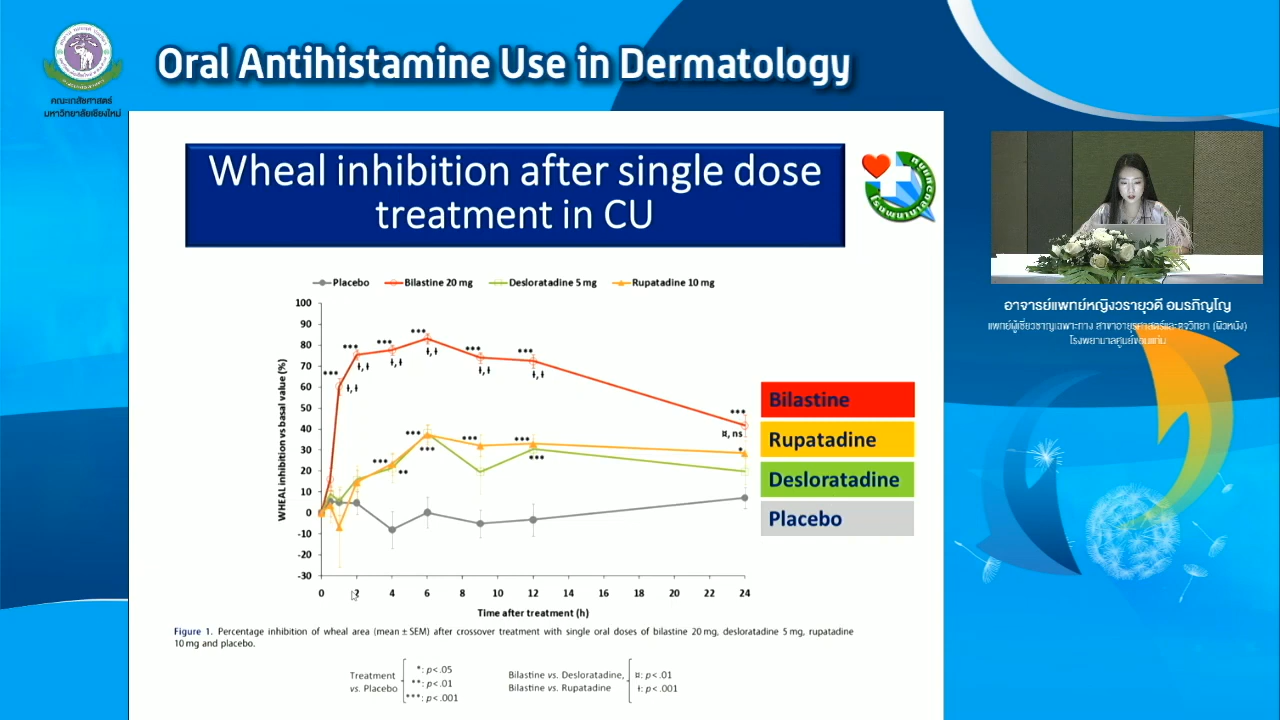 Oral Antihistamine Use in Dermatology
คณะเภสัชศาสตร์
มหาวิทยาลัยเชียงใหม่
Wheal inhibition after single dose
treatment in CU
Placebo Bilastine 20 mg Desloratadine 5 mg Rupatadine 10 mg
WHEAL inhibition vs basal value (%)
100
90
80
70
60
50
40
30
20
10
0
-10
-20
-30
*** *** *** *** *** *** ***
ƚ,ƚ ƚ,ƚ ƚ,ƚ ƚ,ƚ ƚ,ƚ ƚ,ƚ ¤, ns
*** *** *** *** *
** *** ***
0 2 4 6 8 10 12 14 16 18 20 22 24
Time after treatment (h)
Bilastine
Rupatadine
Desloratadine
Placebo
Figure 1. Percentage inhibition of wheal area (mean ± SEM) after crossover treatment with single oral doses of bilastine 20 mg, desloratadine 5 mg, rupatadine
10 mg and placebo.
Treatment
vs. Placebo
*: p<.05
**: p<.01
***: p<.001
Bilastine vs. Desloratadine,
Bilastine vs. Rupatadine
¤: p<.01
ƚ: p<.001
อาจารย์แพทย์หญิงวรายุวดี อมรภิญโญ
แพทย์ผู้เชี่ยวชาญเฉพาะทาง สาขาอายุรศาสตร์และตจวิทยา (ผิวหนัง)
โรงพยาบาลศูนย์ขอนแก่น